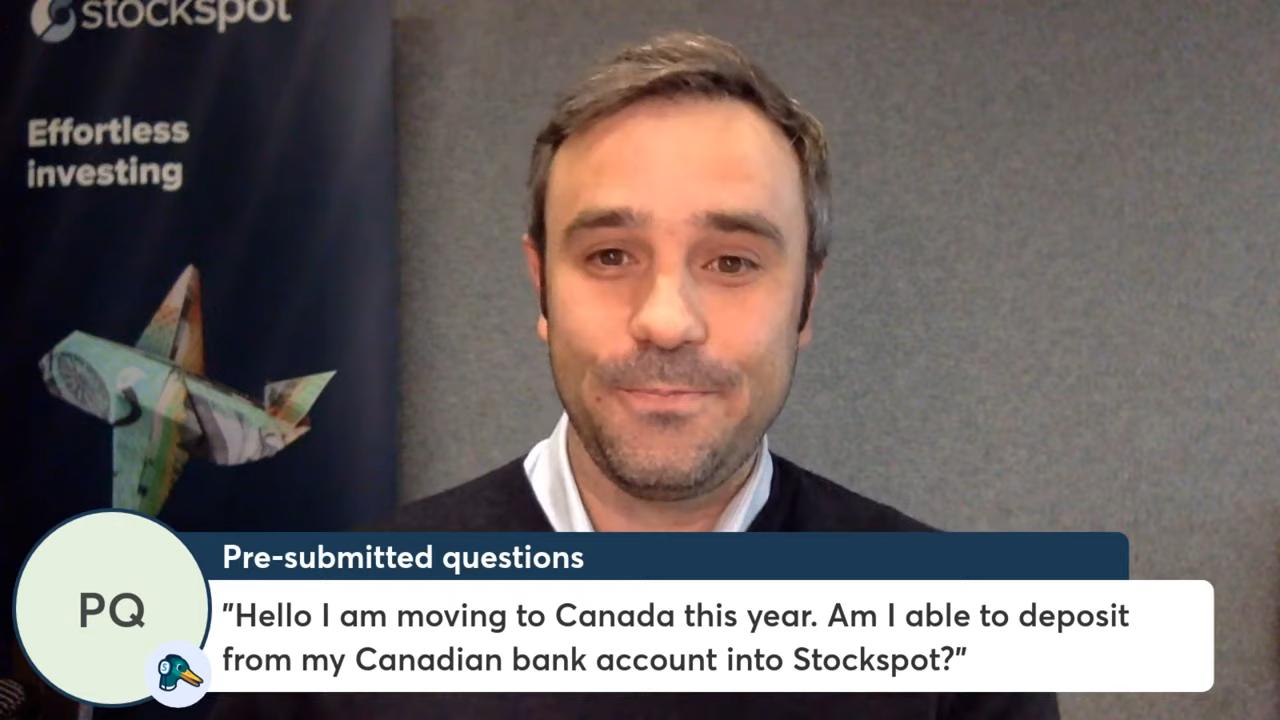 stockspot
Effortless
investing
PQ
Pre-submitted questions
"Hello I am moving to Canada this year. Am I able to deposit
from my Canadian bank account into Stockspot?"